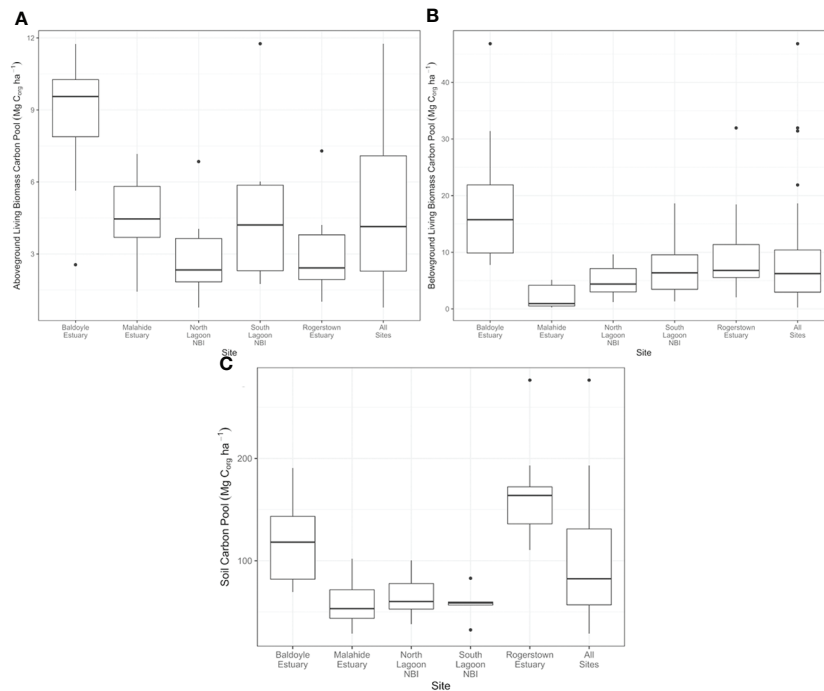 A
Aboveground Living Biomass Carbon Pool (Mg Corg ha⁻¹)
12
9
6
3
Baldoyle Malahide North South Rogerstown All
Estuary Estuary Lagoon Lagoon Estuary Sites
NBI NBI
Site
B
Belowground Living Biomass Carbon Pool (Mg Corg ha⁻¹)
40
30
20
10
0
Baldoyle Malahide North South Rogerstown All
Estuary Estuary Lagoon Lagoon Estuary Sites
NBI NBI
Site
C
Soil Carbon Pool (Mg Corg ha⁻¹)
200
100
Baldoyle Malahide North South Rogerstown All
Estuary Estuary Lagoon Lagoon Estuary Sites
NBI NBI
Site